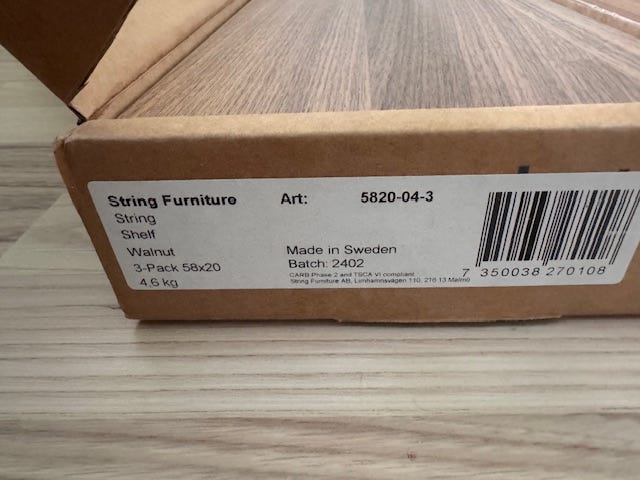 String Furniture Art: 5820-04-3
String
Shelf
Walnut Made in Sweden
3-Pack 58x20 Batch: 2402
4,6 kg CARB Phase 2 and TSCA VI compliant
String Furniture AB, Limhamnsvägen 110, 216 13 Malmö
7 350038 270108